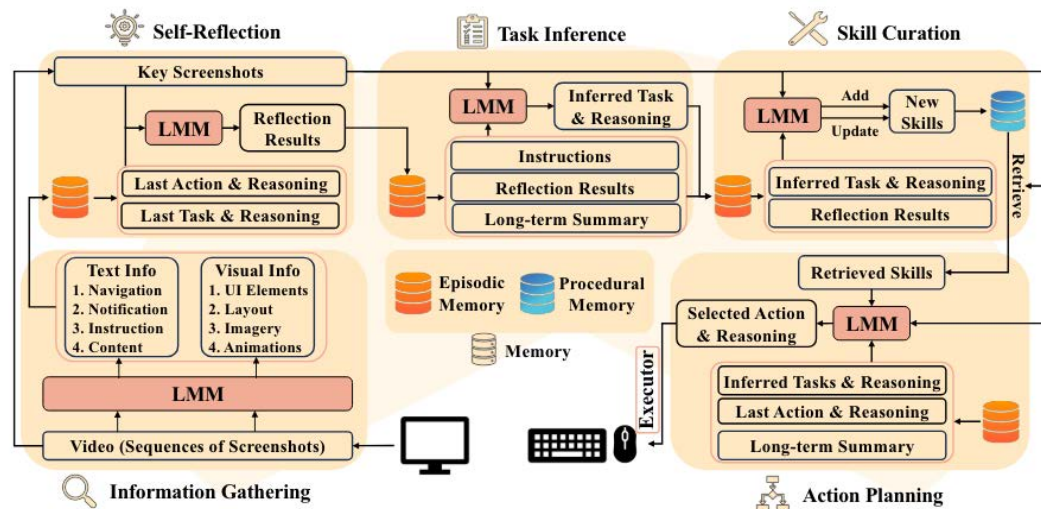 Self-Reflection
Key Screenshots
LMM
Reflection
Results
Last Action & Reasoning
Last Task & Reasoning
Task Inference
LMM
Inferred Task
& Reasoning
Instructions
Reflection Results
Long-term Summary
Skill Curation
LMM
Add
Update
New
Skills
Retrieve
Inferred Task & Reasoning
Reflection Results
Text Info
1. Navigation
2. Notification
3. Instruction
4. Content
Visual Info
1. UI Elements
2. Layout
3. Imagery
4. Animations
LMM
Video (Sequences of Screenshots)
Information Gathering
Episodic
Memory
Procedural
Memory
Memory
Executor
Retrieved Skills
Selected Action
& Reasoning
LMM
Inferred Tasks & Reasoning
Last Action & Reasoning
Long-term Summary
Action Planning